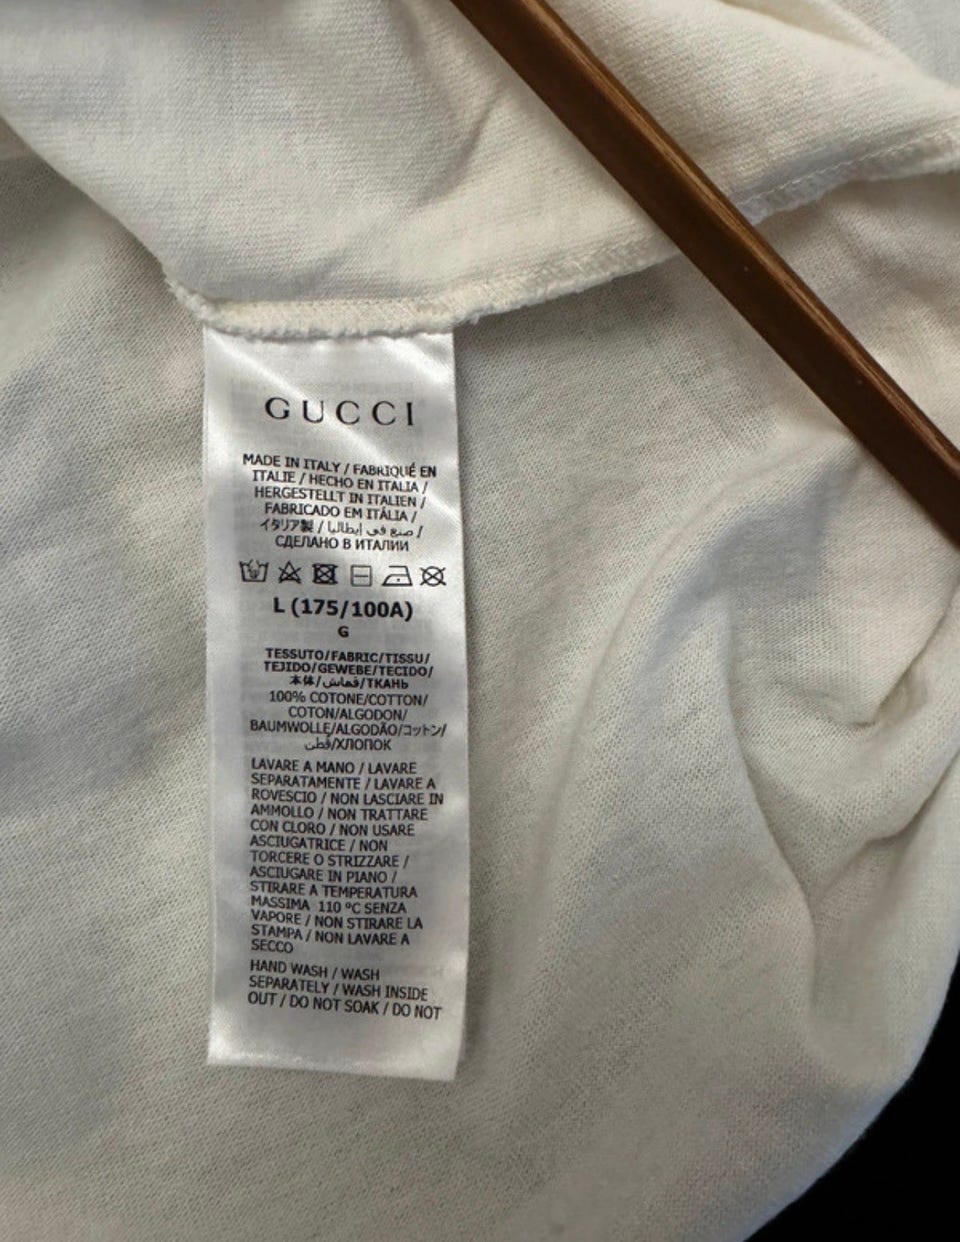 GUCCI
MADE IN ITALY / FABRIQUÉ EN
ITALIE / HECHO EN ITALIA /
HERGESTELLT IN ITALIEN /
FABRICADO EM ITÁLIA /
イタリア製 / صنع في إيطاليا /
СДЕЛАНО В ИТАЛИИ
L (175/100A)
G
TESSUTO/FABRIC/TISSU/
TEJIDO/GEWEBE/TECIDO/
本体/قماش/ТКАНЬ
100% COTONE/COTTON/
COTON/ALGODON/
BAUMWOLLE/ALGODÃO/コットン/
قطن/ХЛОПОК
LAVARE A MANO / LAVARE
SEPARATAMENTE / LAVARE A
ROVESCIO / NON LASCIARE IN
AMMOLLO / NON TRATTARE
CON CLORO / NON USARE
ASCIUGATRICE / NON
TORCERE O STRIZZARE /
ASCIUGARE IN PIANO /
STIRARE A TEMPERATURA
MASSIMA 110 °C SENZA
VAPORE / NON STIRARE LA
STAMPA / NON LAVARE A
SECCO
HAND WASH / WASH
SEPARATELY / WASH INSIDE
OUT / DO NOT SOAK / DO NOT